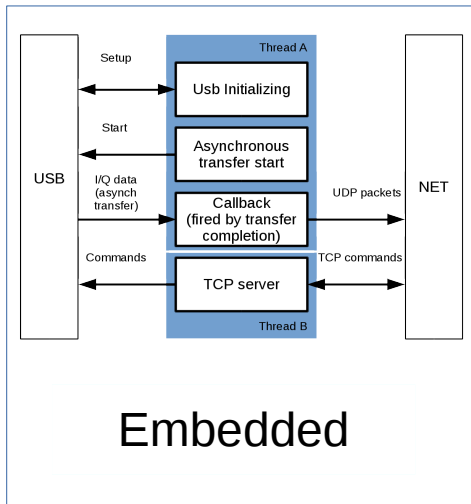 Thread A
Setup
Usb Initializing
Start
Asynchronous
transfer start
USB
NET
I/Q data
(asynch
transfer)
Callback
(fired by transfer
completion)
UDP packets
Commands
TCP server
TCP commands
Thread B
Embedded